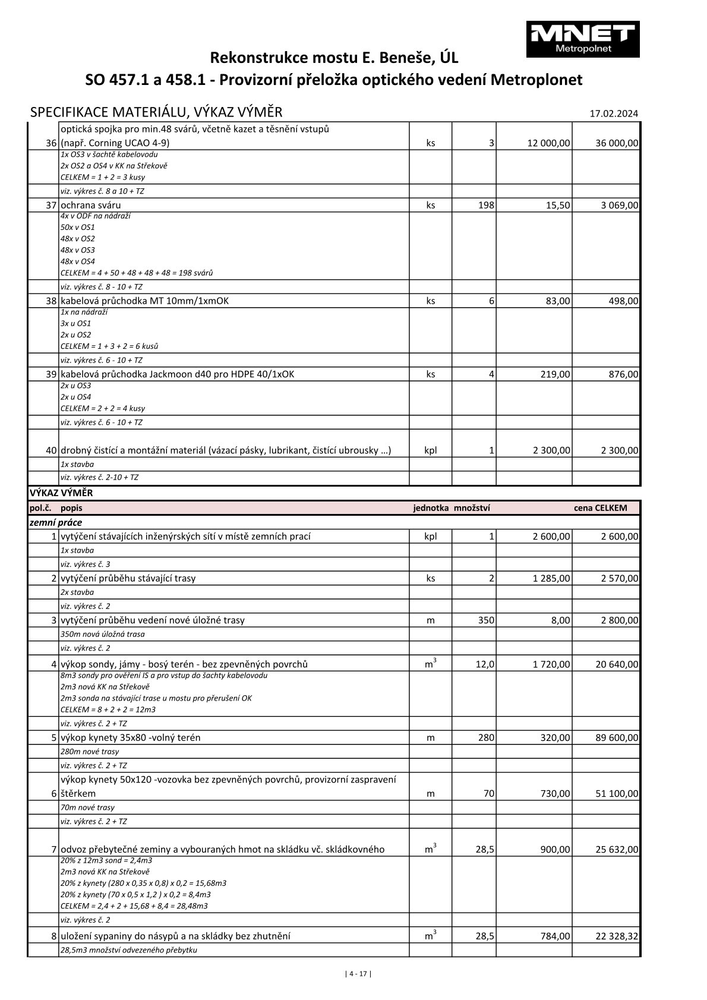 MNET
Metropolnet
Rekonstrukce mostu E. Beneše, ÚL
SO 457.1 a 458.1 - Provizorní přeložka optického vedení Metroplonet
SPECIFIKACE MATERIÁLU, VÝKAZ VÝMĚR 17.02.2024
optická spojka pro min.48 svárů, včetně kazet a těsnění vstupů
36 (např. Corning UCAO 4-9) ks 3 12 000,00 36 000,00
1x OS3 v šachtě kabelovodu
2x OS2 a OS4 v KK na Střekově
CELKEM = 1 + 2 = 3 kusy
viz. výkres č. 8 a 10 + TZ
37 ochrana sváru ks 198 15,50 3 069,00
4x v ODF na nádraží
50x v OS1
48x v OS2
48x v OS3
48x v OS4
CELKEM = 4 + 50 + 48 + 48 + 48 = 198 svárů
viz. výkres č. 8 - 10 + TZ
38 kabelová průchodka MT 10mm/1xmOK ks 6 83,00 498,00
1x na nádraží
3x u OS1
2x u OS2
CELKEM = 1 + 3 + 2 = 6 kusů
viz. výkres č. 6 - 10 + TZ
39 kabelová průchodka Jackmoon d40 pro HDPE 40/1xOK ks 4 219,00 876,00
2x u OS3
2x u OS4
CELKEM = 2 + 2 = 4 kusy
viz. výkres č. 6 - 10 + TZ
40 drobný čistící a montážní materiál (vázací pásky, lubrikant, čistící ubrousky ...) kpl 1 2 300,00 2 300,00
1x stavba
viz. výkres č. 2-10 + TZ
VÝKAZ VÝMĚR
pol.č. popis jednotka množství cena CELKEM
zemní práce
1 vytýčení stávajících inženýrských sítí v místě zemních prací kpl 1 2 600,00 2 600,00
1x stavba
viz. výkres č. 3
2 vytýčení průběhu stávající trasy ks 2 1 285,00 2 570,00
2x stavba
viz. výkres č. 2
3 vytýčení průběhu vedení nové úložné trasy m 350 8,00 2 800,00
350m nová úložná trasa
viz. výkres č. 2
4 výkop sondy, jámy - bosý terén - bez zpevněných povrchů m³ 12,0 1 720,00 20 640,00
8m3 sondy pro ověření IS a pro vstup do šachty kabelovodu
2m3 nová KK na Střekově
2m3 sonda na stávající trase u mostu pro přerušení OK
CELKEM = 8 + 2 + 2 = 12m3
viz. výkres č. 2 + TZ
5 výkop kynety 35x80 -volný terén m 280 320,00 89 600,00
280m nové trasy
viz. výkres č. 2 + TZ
výkop kynety 50x120 -vozovka bez zpevněných povrchů, provizorní zaspravení
6 štěrkem m 70 730,00 51 100,00
70m nové trasy
viz. výkres č. 2 + TZ
7 odvoz přebytečné zeminy a vybouraných hmot na skládku vč. skládkovného m³ 28,5 900,00 25 632,00
20% z 12m3 sond = 2,4m3
2m3 nová KK na Střekově
20% z kynety (280 x 0,35 x 0,8) x 0,2 = 15,68m3
20% z kynety (70 x 0,5 x 1,2 ) x 0,2 = 8,4m3
CELKEM = 2,4 + 2 + 15,68 + 8,4 = 28,48m3
viz. výkres č. 2
8 uložení sypaniny do násypů a na skládky bez zhutnění m³ 28,5 784,00 22 328,32
28,5m3 množství odvezeného přebytku
| 4 - 17 |